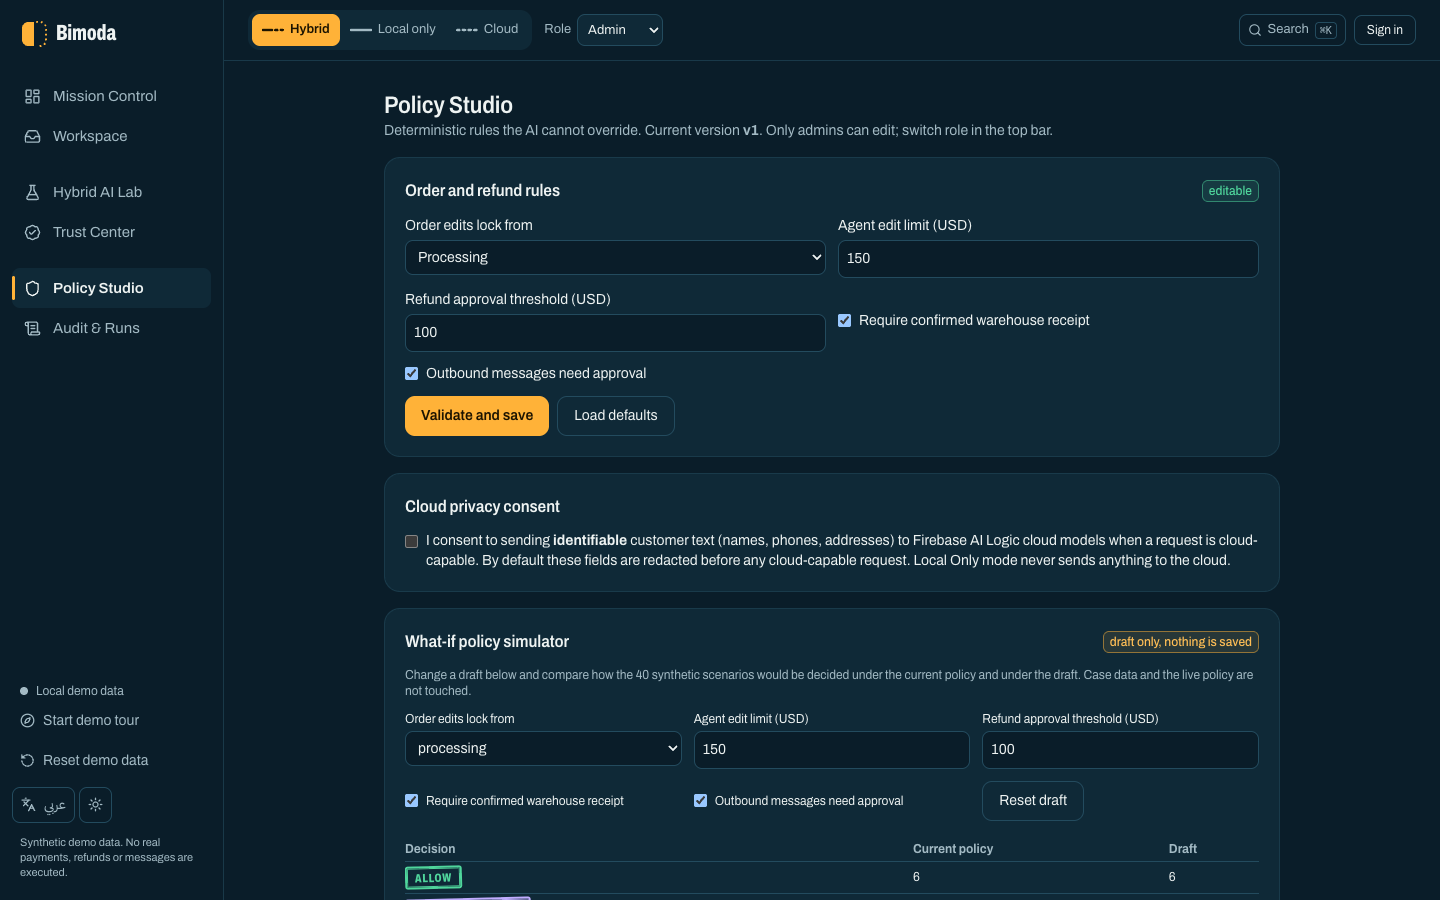 Bimoda
Hybrid
Local only
Cloud
Role
Admin
Search
⌘K
Sign in
Mission Control
Workspace
Hybrid AI Lab
Trust Center
Policy Studio
Audit & Runs
Policy Studio
Deterministic rules the AI cannot override. Current version v1. Only admins can edit; switch role in the top bar.
Order and refund rules
editable
Order edits lock from
Agent edit limit (USD)
Processing
150
Refund approval threshold (USD)
100
Require confirmed warehouse receipt
Outbound messages need approval
Validate and save
Load defaults
Cloud privacy consent
I consent to sending identifiable customer text (names, phones, addresses) to Firebase AI Logic cloud models when a request is cloud-
capable. By default these fields are redacted before any cloud-capable request. Local Only mode never sends anything to the cloud.
What-if policy simulator
draft only, nothing is saved
Change a draft below and compare how the 40 synthetic scenarios would be decided under the current policy and under the draft. Case data and the live policy are
not touched.
Order edits lock from
Agent edit limit (USD)
Refund approval threshold (USD)
processing
150
100
Require confirmed warehouse receipt
Outbound messages need approval
Reset draft
Decision
Current policy
Draft
ALLOW
6
6
Local demo data
Start demo tour
Reset demo data
عربي
Synthetic demo data. No real
payments, refunds or messages are
executed.